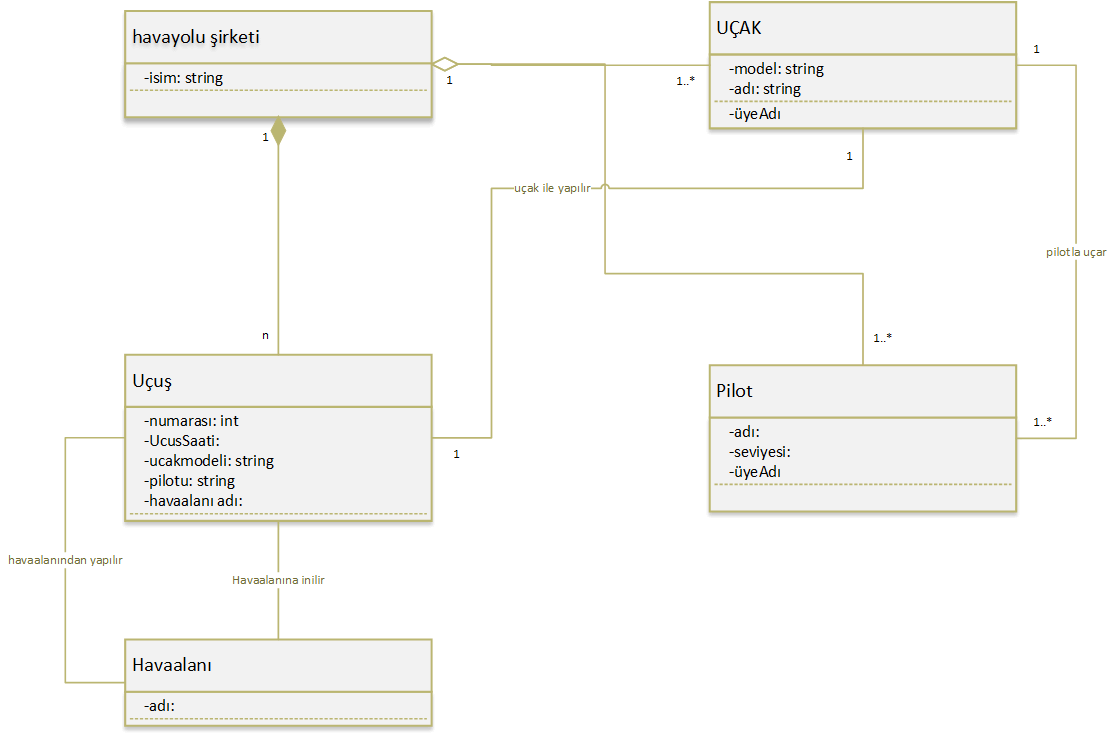 havayolu şirketi
-isim: string
1
1
n
UÇAK
-model: string
-adı: string
-üyeAdı
1..*
1
1
uçak ile yapılır
pilotla uçar
1..*
Pilot
-adı:
-seviyesi:
-üyeAdı
1..*
Uçuş
-numarası: int
-UcusSaati:
-ucakmodeli: string
-pilotu: string
-havaalanı adı:
1
havaalanından yapılır
Havaalanına inilir
Havaalanı
-adı: